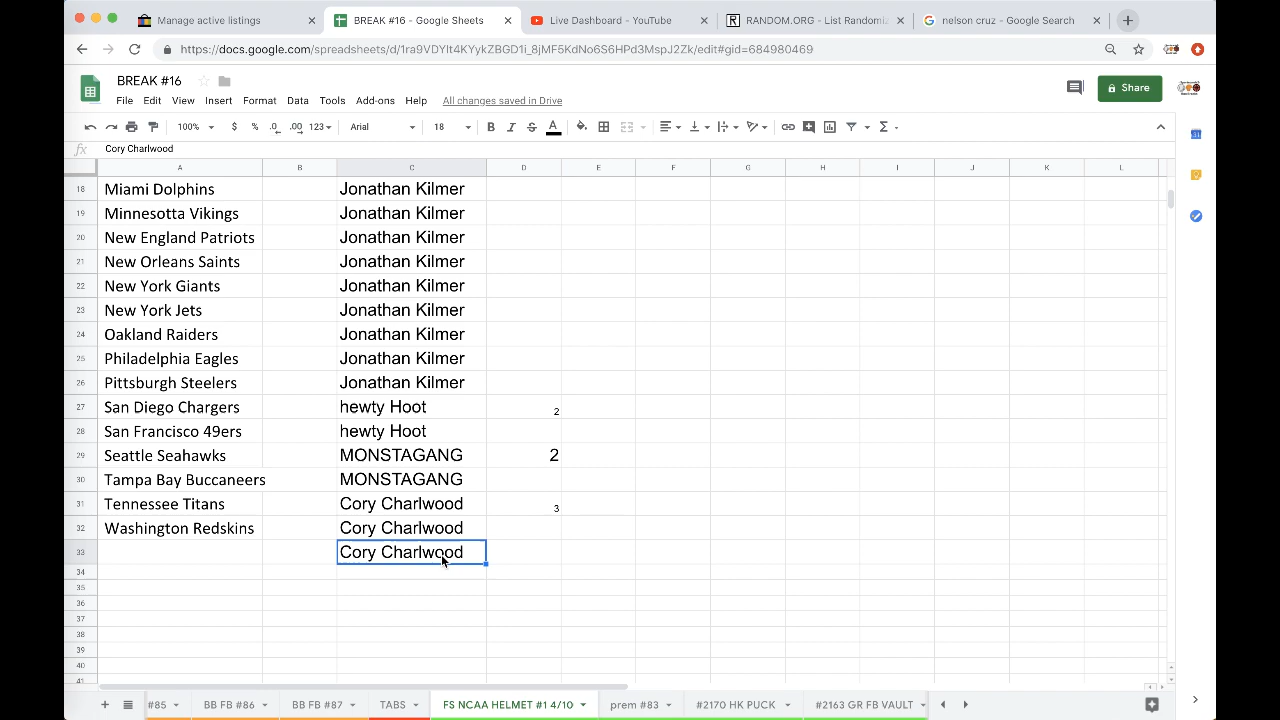 Manage active listings
BREAK #16 - Google Sheets
Live Dashboard - YouTube
RANDOM.ORG - List Randomiz
nelson cruz - Google Search
https://docs.google.com/spreadsheets/d/1ra9VDYlt4KYykZBGD1i_8jMF5KdNo6S6HPd3MspJ2Zk/edit#gid=684980469
BREAK #16
File Edit View Insert Format Data Tools Add-ons Help All changes saved in Drive
Share
100% $ % .0 .00 123 Arial 18 B I S A
fx Cory Charlwood
A B C D E F G H I J K L
18 Miami Dolphins Jonathan Kilmer
19 Minnesotta Vikings Jonathan Kilmer
20 New England Patriots Jonathan Kilmer
21 New Orleans Saints Jonathan Kilmer
22 New York Giants Jonathan Kilmer
23 New York Jets Jonathan Kilmer
24 Oakland Raiders Jonathan Kilmer
25 Philadelphia Eagles Jonathan Kilmer
26 Pittsburgh Steelers Jonathan Kilmer
27 San Diego Chargers hewty Hoot 2
28 San Francisco 49ers hewty Hoot
29 Seattle Seahawks MONSTAGANG 2
30 Tampa Bay Buccaneers MONSTAGANG
31 Tennessee Titans Cory Charlwood 3
32 Washington Redskins Cory Charlwood
33 Cory Charlwood
34
35
36
37
38
39
40
41
#85 BB FB #86 BB FB #87 TABS FSNCAA HELMET #1 4/10 prem #83 #2170 HK PUCK #2163 GR FB VAULT